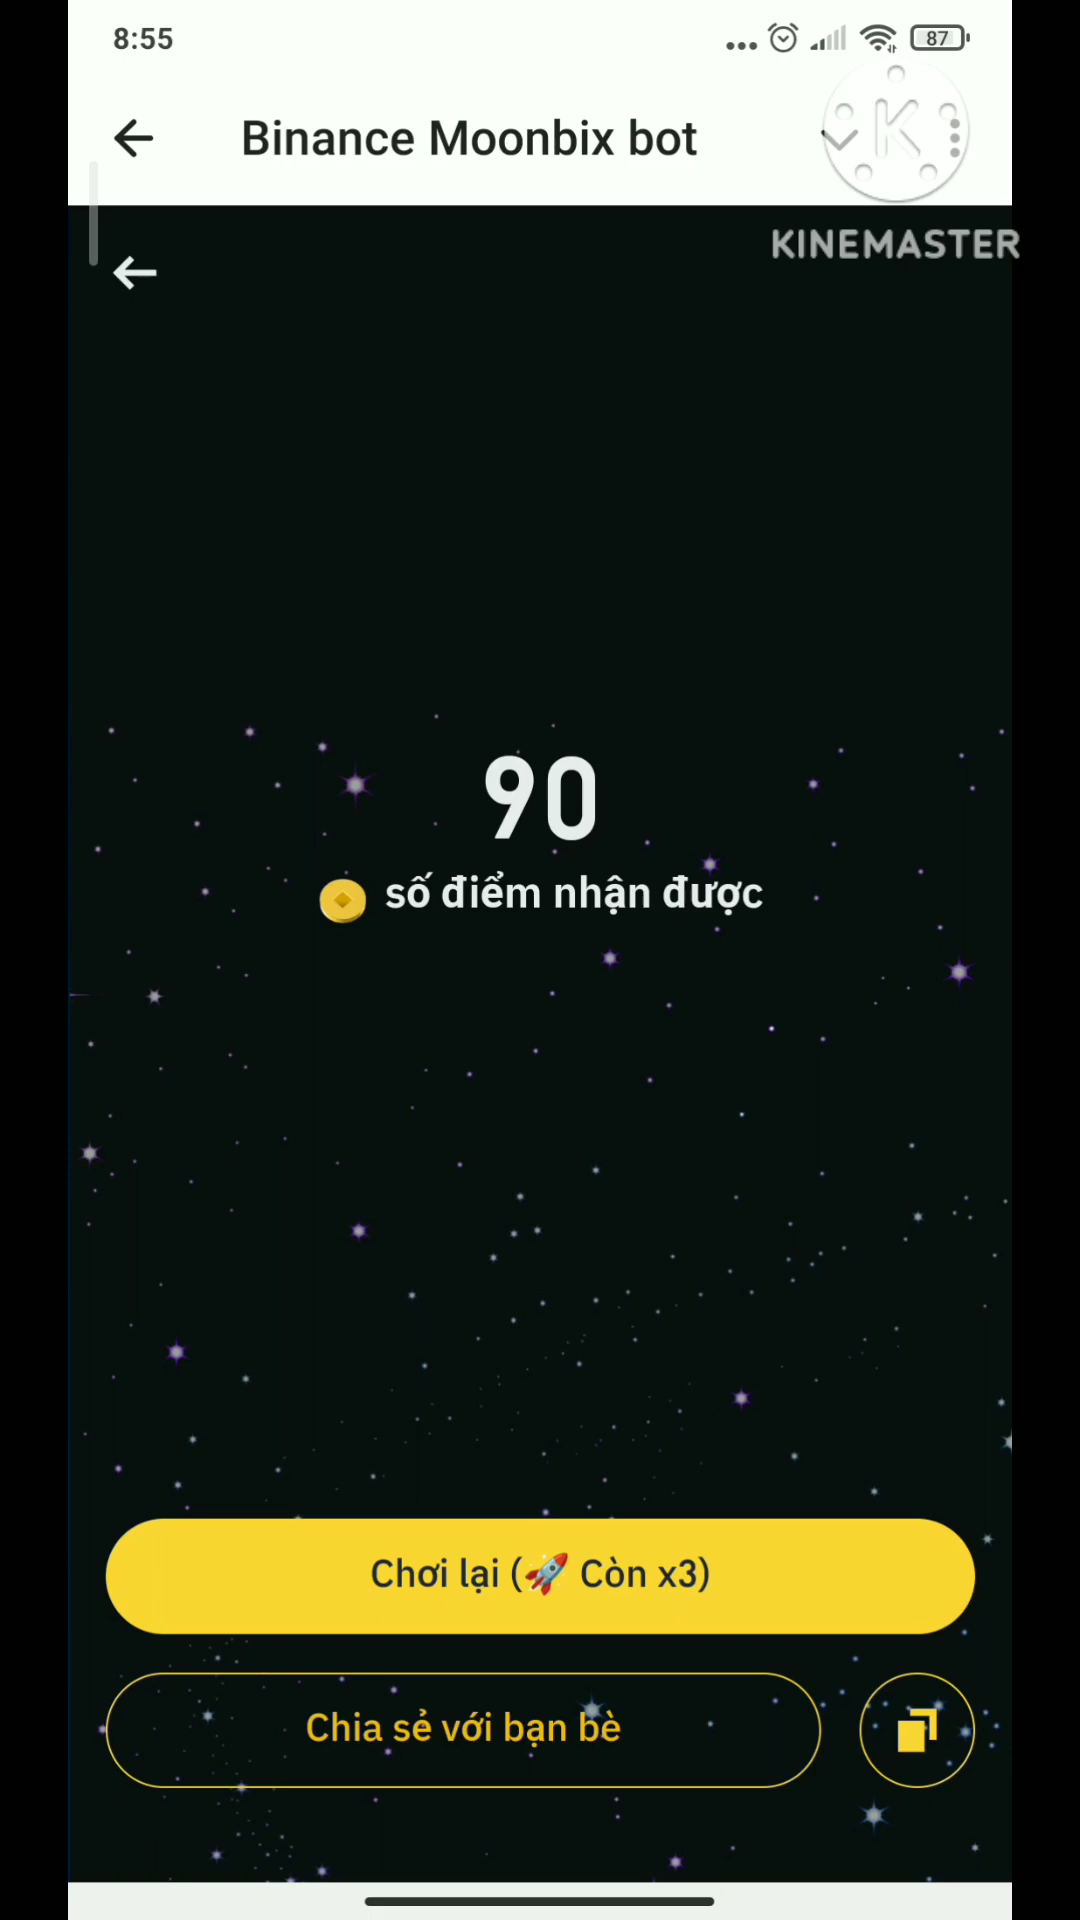 8:55
87
Binance Moonbix bot
K
KINEMASTER
90
số điểm nhận được
Chơi lại (🚀 Còn x3)
Chia sẻ với bạn bè